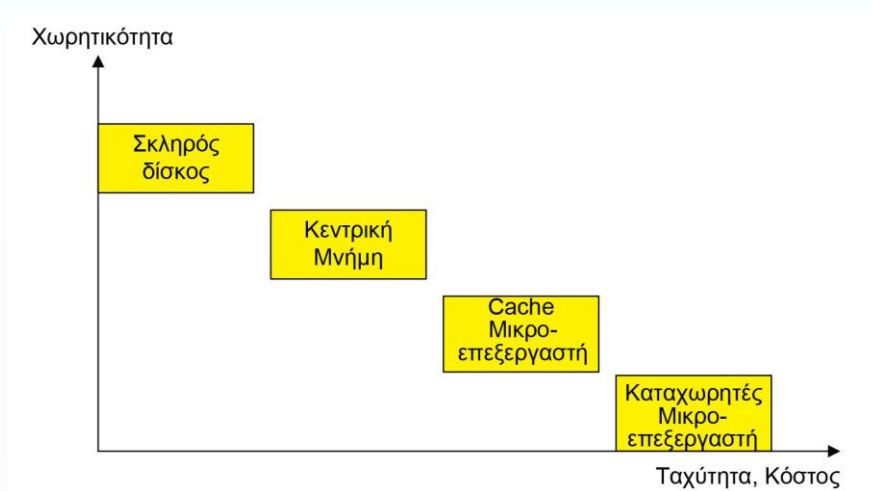 Χωρητικότητα
Σκληρός
δίσκος
Κεντρική
Μνήμη
Cache
Μικρο-
επεξεργαστή
Καταχωρητές
Μικρο-
επεξεργαστή
Ταχύτητα, Κόστος